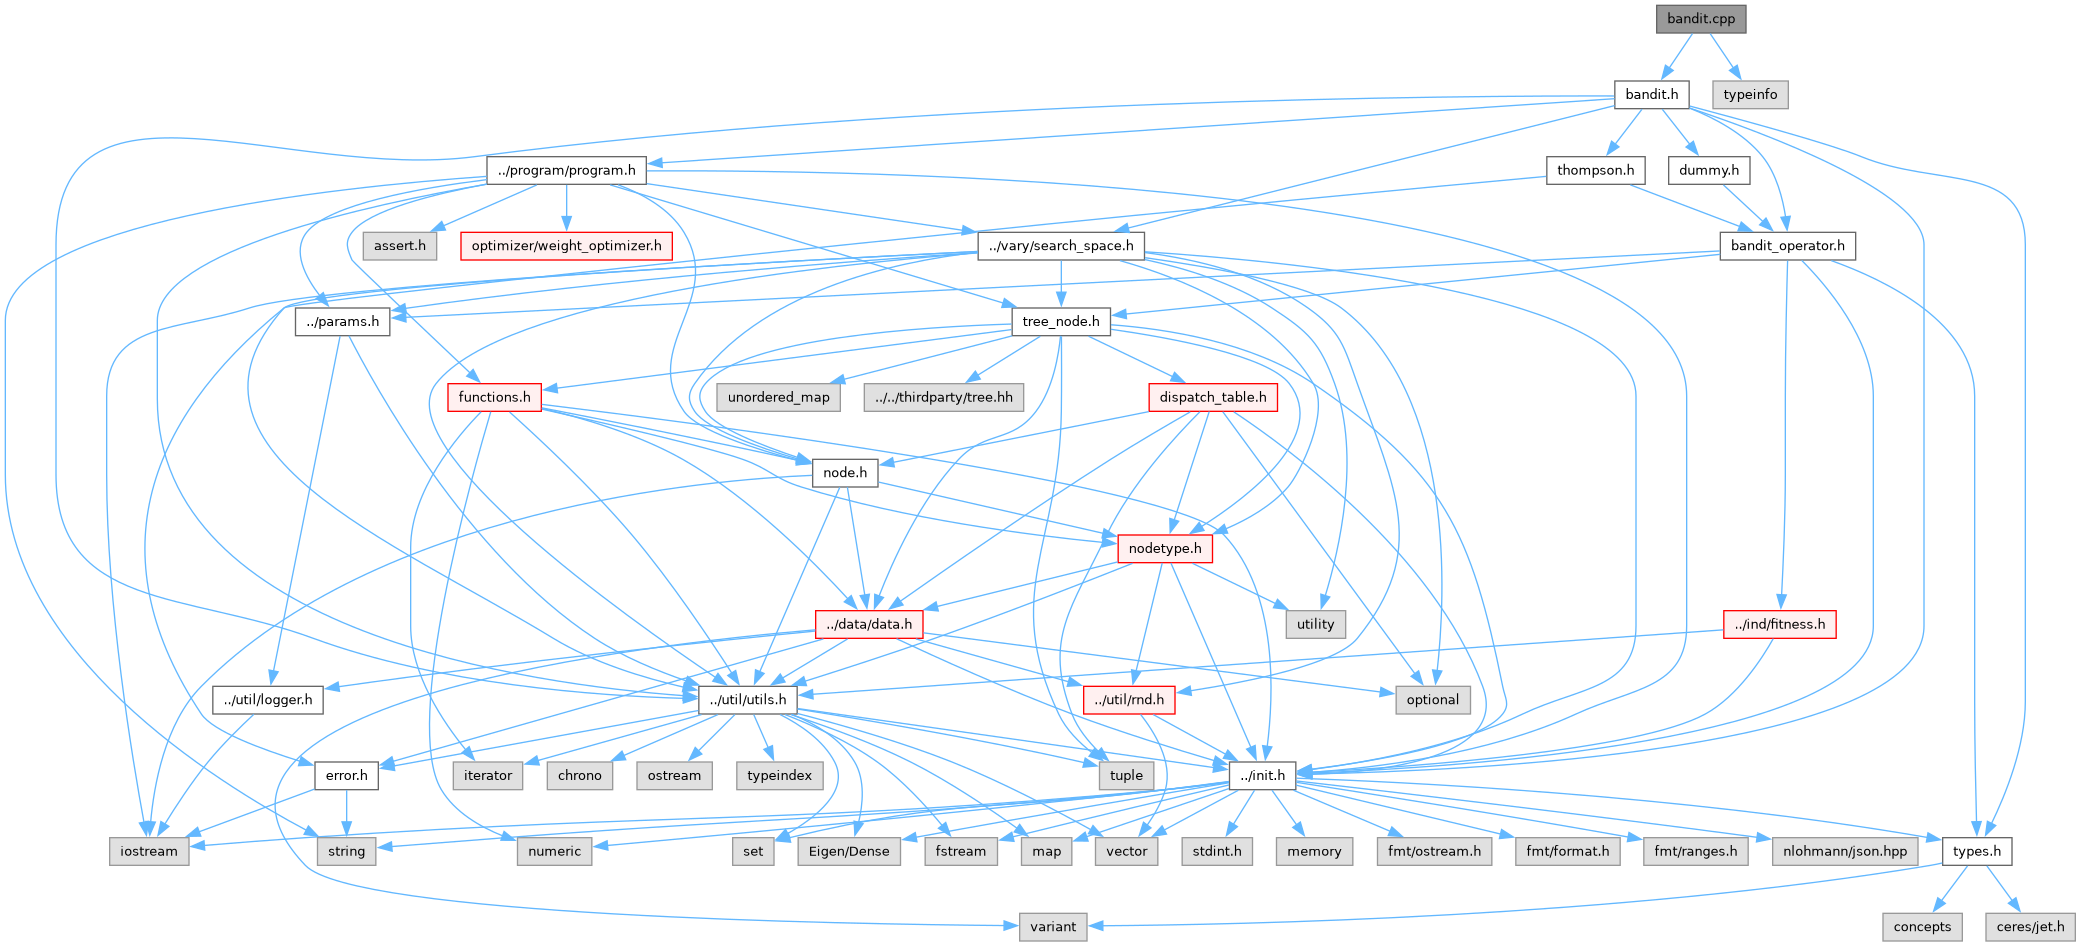 bandit.cpp
bandit.h
typeinfo
../program/program.h
thompson.h
dummy.h
assert.h
optimizer/weight_optimizer.h
../vary/search_space.h
bandit_operator.h
../params.h
tree_node.h
functions.h
unordered_map
../../thirdparty/tree.hh
dispatch_table.h
node.h
nodetype.h
../data/data.h
utility
../ind/fitness.h
../util/logger.h
../util/utils.h
../util/rnd.h
optional
error.h
iterator
chrono
ostream
typeindex
tuple
../init.h
iostream
string
numeric
set
Eigen/Dense
fstream
map
vector
stdint.h
memory
fmt/ostream.h
fmt/format.h
fmt/ranges.h
nlohmann/json.hpp
types.h
variant
concepts
ceres/jet.h